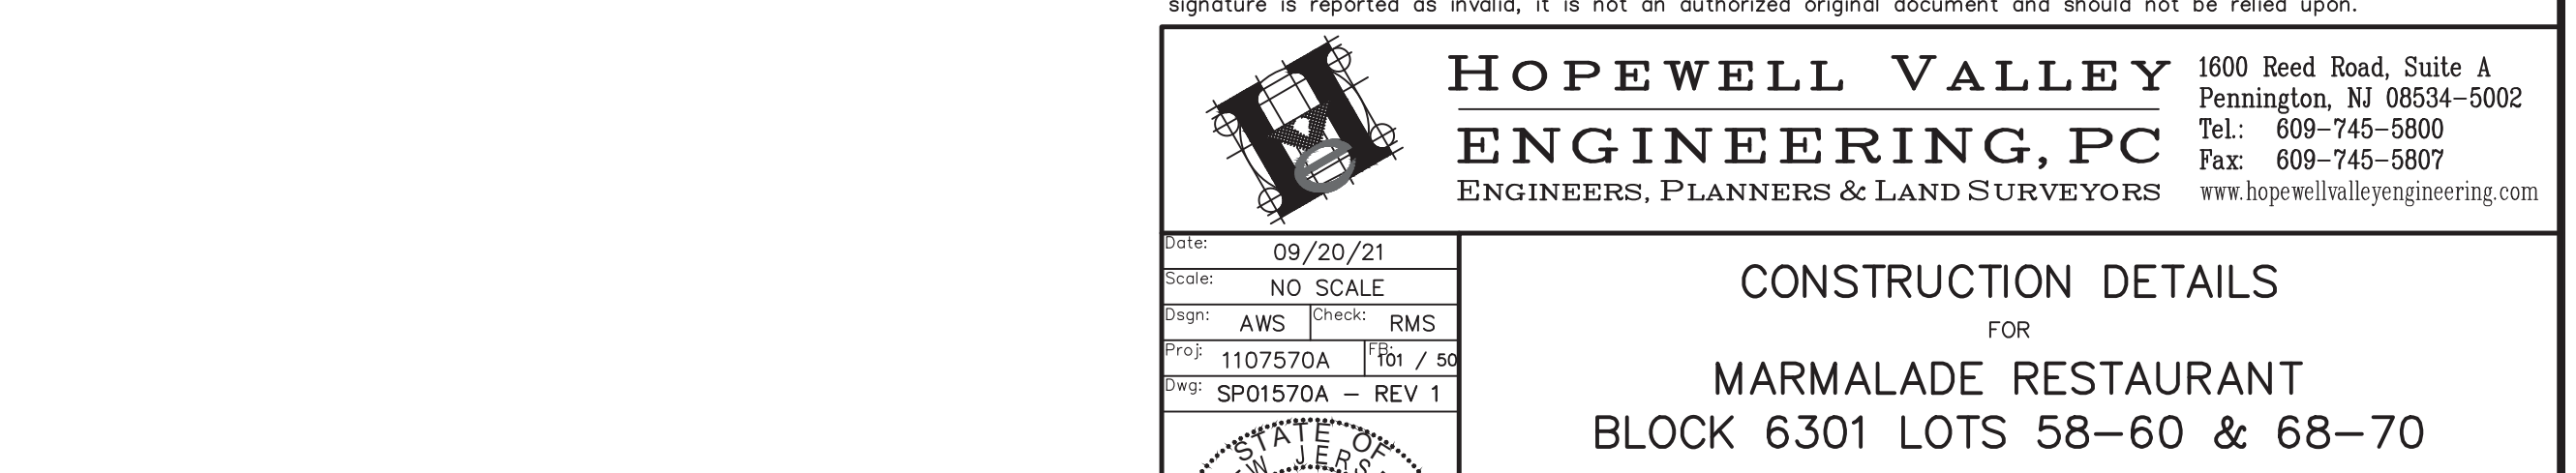 signature is reported as invalid, it is not an authorized original document and should not be relied upon.
HOPEWELL VALLEY
ENGINEERING, PC
ENGINEERS, PLANNERS & LAND SURVEYORS
1600 Reed Road, Suite A
Pennington, NJ 08534-5002
Tel.: 609-745-5800
Fax: 609-745-5807
www.hopewellvalleyengineering.com
Date: 09/20/21
Scale: NO SCALE
Dsgn: AWS Check: RMS
Proj: 1107570A FB: 101 / 50
Dwg: SP01570A - REV 1
STATE OF
CONSTRUCTION DETAILS
FOR
MARMALADE RESTAURANT
BLOCK 6301 LOTS 58-60 & 68-70